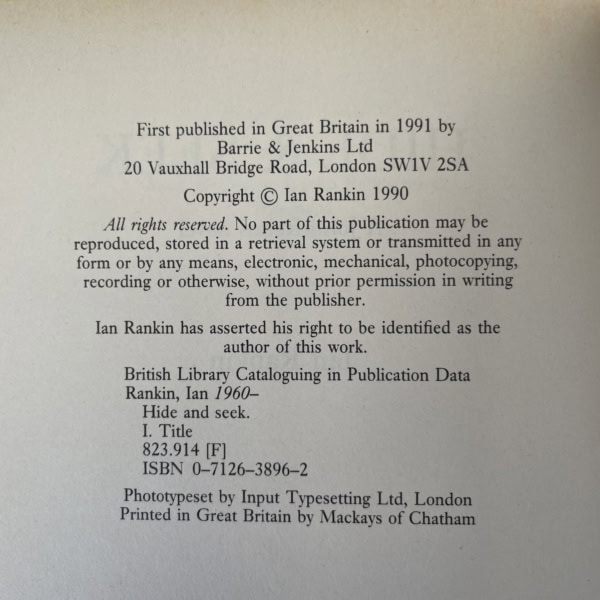 First published in Great Britain in 1991 by
Barrie & Jenkins Ltd
20 Vauxhall Bridge Road, London SW1V 2SA
Copyright © Ian Rankin 1990
All rights reserved. No part of this publication may be
reproduced, stored in a retrieval system or transmitted in any
form or by any means, electronic, mechanical, photocopying,
recording or otherwise, without prior permission in writing
from the publisher.
Ian Rankin has asserted his right to be identified as the
author of this work.
British Library Cataloguing in Publication Data
Rankin, Ian 1960–
Hide and seek.
I. Title
823.914 [F]
ISBN 0–7126–3896–2
Phototypeset by Input Typesetting Ltd, London
Printed in Great Britain by Mackays of Chatham